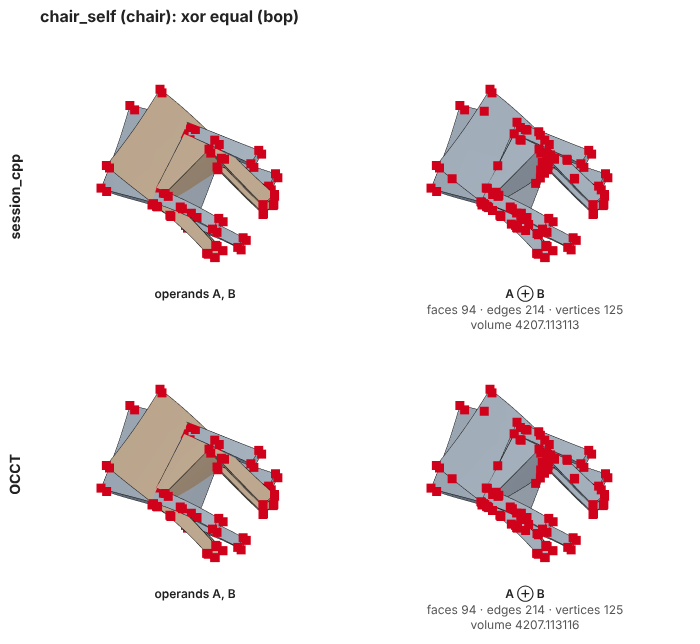 chair_self (chair): xor equal (bop)
session_cpp
operands A, B
A ⊕ B
faces 94 · edges 214 · vertices 125
volume 4207.113113
OCCT
operands A, B
A ⊕ B
faces 94 · edges 214 · vertices 125
volume 4207.113116